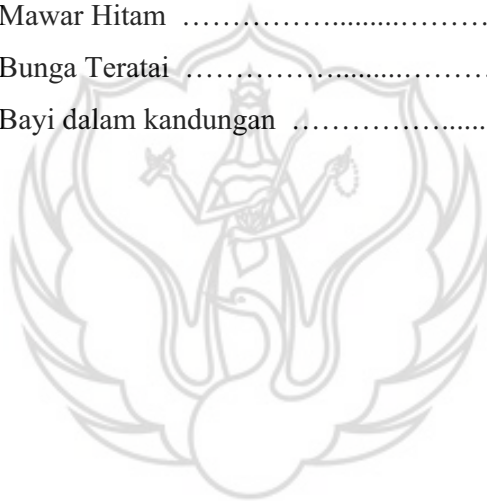 Mawar Hitam ……………..........……….
Bunga Teratai ……………..........………
Bayi dalam kandungan ……………......